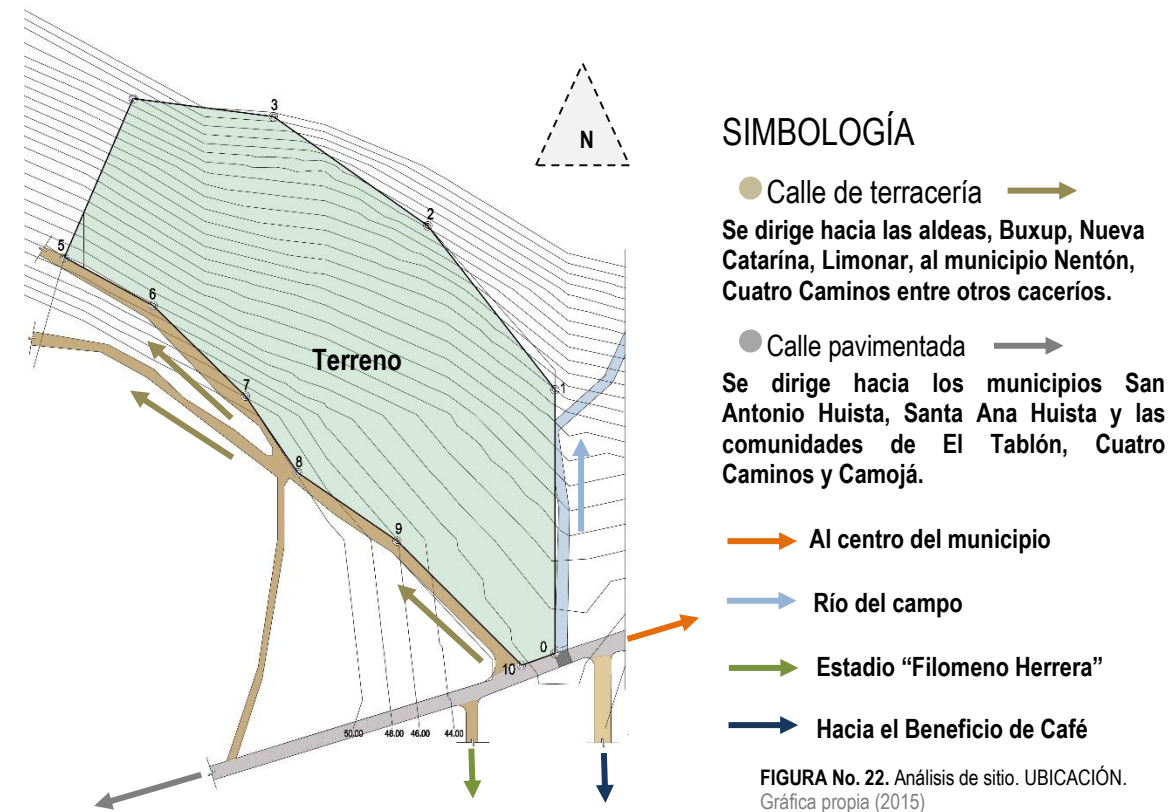 3
N
2
5
6
Terreno
7
1
8
9
0
10
50.00
48.00
46.00
44.00
SIMBOLOGÍA
Calle de terracería
Se dirige hacia las aldeas, Buxup, Nueva
Catarína, Limonar, al municipio Nentón,
Cuatro Caminos entre otros caceríos.
Calle pavimentada
Se dirige hacia los municipios San
Antonio Huista, Santa Ana Huista y las
comunidades de El Tablón, Cuatro
Caminos y Camojá.
Al centro del municipio
Río del campo
Estadio “Filomeno Herrera”
Hacia el Beneficio de Café
FIGURA No. 22. Análisis de sitio. UBICACIÓN.
Gráfica propia (2015)